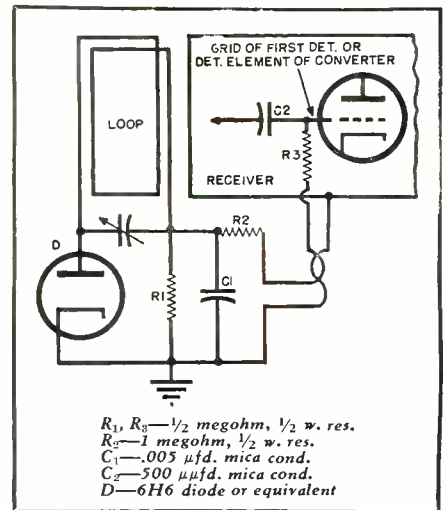 GRID OF FIRST DET. OR
DET. ELEMENT OF CONVERTER
LOOP
C2
R3
RECEIVER
D
R2
R1
C1
R₁, R₃—½ megohm, ½ w. res.
R₂—1 megohm, ½ w. res.
C₁—.005 μfd. mica cond.
C₂—500 μμfd. mica cond.
D—6H6 diode or equivalent